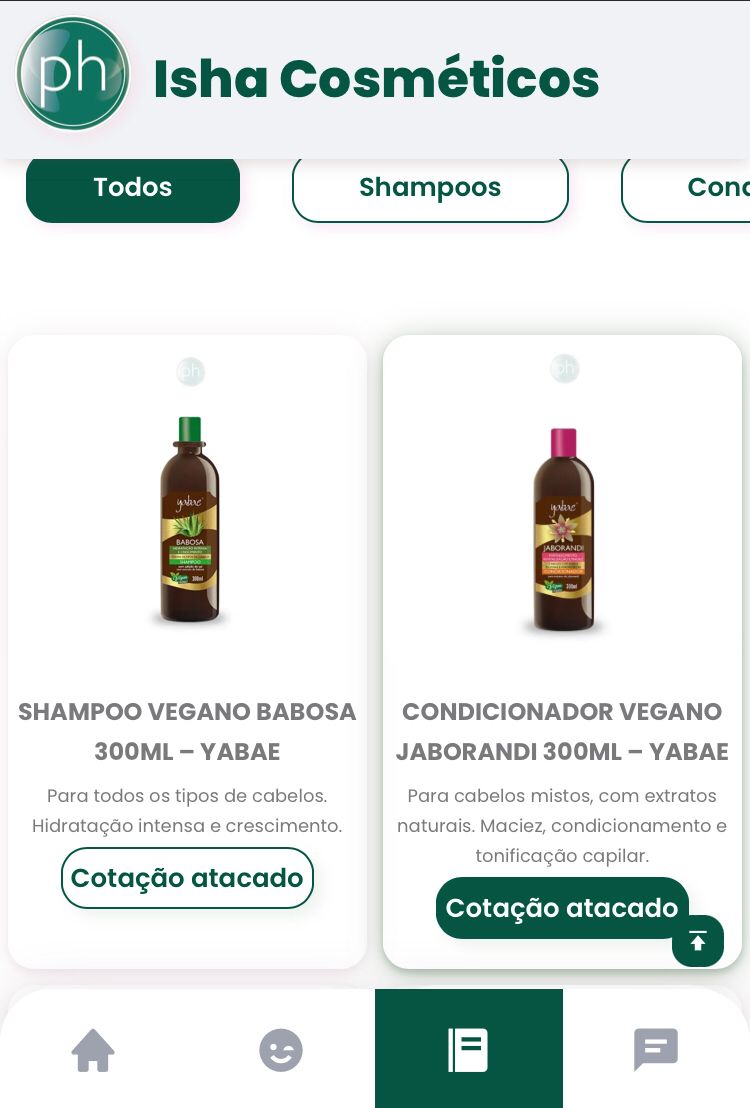 ph
Isha Cosméticos
Todos
Shampoos
Cond
ph
ph
yabae
BABOSA
SHAMPOO
300ml
yabae
JABORANDI
CONDICIONADOR
300ml
SHAMPOO VEGANO BABOSA
300ML – YABAE
Para todos os tipos de cabelos.
Hidratação intensa e crescimento.
Cotação atacado
CONDICIONADOR VEGANO
JABORANDI 300ML – YABAE
Para cabelos mistos, com extratos
naturais. Maciez, condicionamento e
tonificação capilar.
Cotação atacado